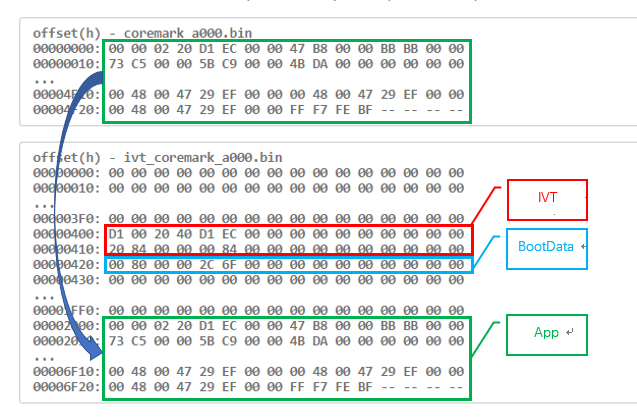 offset(h) - coremark_a000.bin
00000000: 00 00 02 20 D1 EC 00 00 47 B8 00 00 BB BB 00 00
00000010: 73 C5 00 00 5B C9 00 00 4B DA 00 00 00 00 00 00
...
00004F10: 00 48 00 47 29 EF 00 00 00 48 00 47 29 EF 00 00
00004F20: 00 48 00 47 29 EF 00 00 FF F7 FE BF -- -- -- --
offset(h) - ivt_coremark_a000.bin
00000000: 00 00 00 00 00 00 00 00 00 00 00 00 00 00 00 00
00000010: 00 00 00 00 00 00 00 00 00 00 00 00 00 00 00 00
...
000003F0: 00 00 00 00 00 00 00 00 00 00 00 00 00 00 00 00
00000400: D1 00 20 40 D1 EC 00 00 00 00 00 00 00 00 00 00
00000410: 20 84 00 00 00 84 00 00 00 00 00 00 00 00 00 00
00000420: 00 80 00 00 2C 6F 00 00 00 00 00 00 00 00 00 00
00000430: 00 00 00 00 00 00 00 00 00 00 00 00 00 00 00 00
...
00001FF0: 00 00 00 00 00 00 00 00 00 00 00 00 00 00 00 00
00002000: 00 00 02 20 D1 EC 00 00 47 B8 00 00 BB BB 00 00
00002010: 73 C5 00 00 5B C9 00 00 4B DA 00 00 00 00 00 00
...
00006F10: 00 48 00 47 29 EF 00 00 00 48 00 47 29 EF 00 00
00006F20: 00 48 00 47 29 EF 00 00 FF F7 FE BF -- -- -- --
IVT
BootData
App